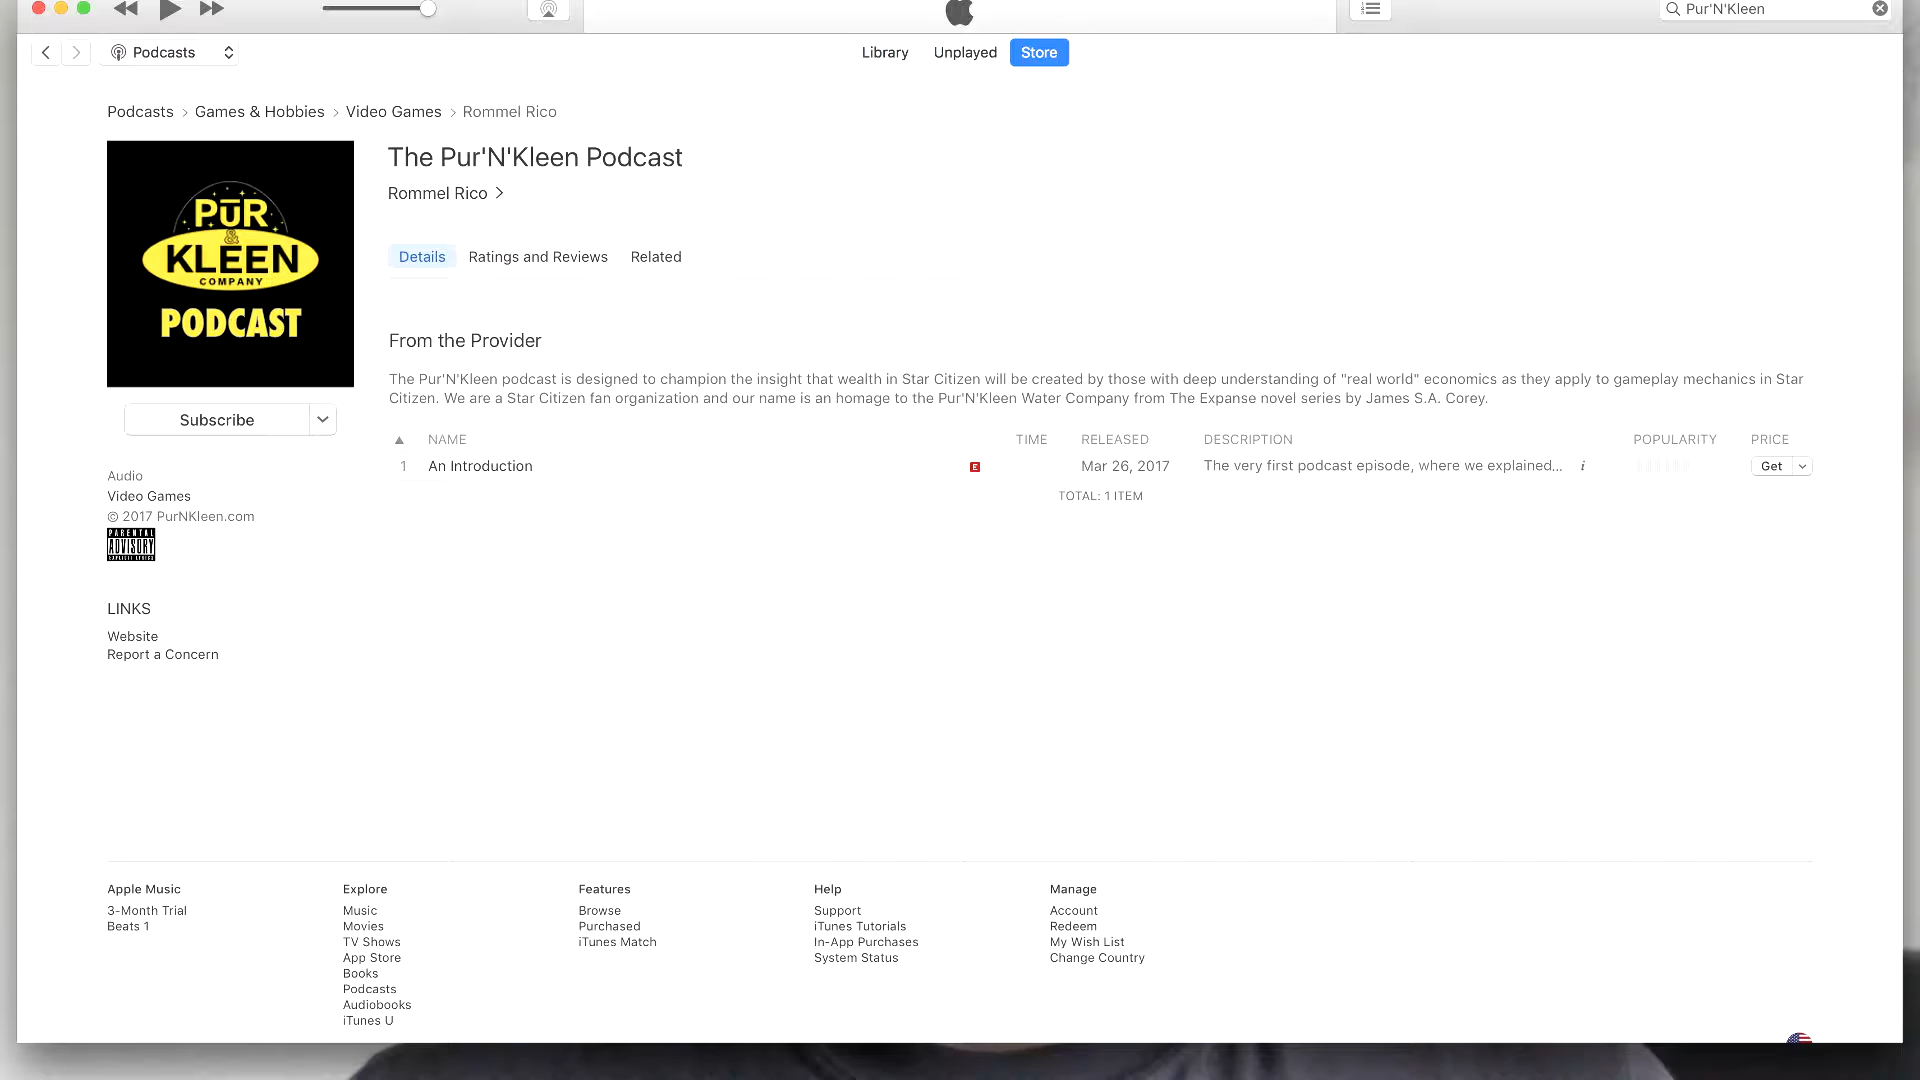 Pur'N'Kleen
Podcasts
Library
Unplayed
Store
Podcasts > Games & Hobbies > Video Games > Rommel Rico
PŪR
&
KLEEN
COMPANY
PODCAST
The Pur'N'Kleen Podcast
Rommel Rico >
Details
Ratings and Reviews
Related
From the Provider
The Pur'N'Kleen podcast is designed to champion the insight that wealth in Star Citizen will be created by those with deep understanding of "real world" economics as they apply to gameplay mechanics in Star
Citizen. We are a Star Citizen fan organization and our name is an homage to the Pur'N'Kleen Water Company from The Expanse novel series by James S.A. Corey.
NAME TIME RELEASED DESCRIPTION POPULARITY PRICE
1 An Introduction E Mar 26, 2017 The very first podcast episode, where we explained... i Get
TOTAL: 1 ITEM
Subscribe
Audio
Video Games
© 2017 PurNKleen.com
PARENTAL
ADVISORY
EXPLICIT LYRICS
LINKS
Website
Report a Concern
Apple Music
3-Month Trial
Beats 1
Explore
Music
Movies
TV Shows
App Store
Books
Podcasts
Audiobooks
iTunes U
Features
Browse
Purchased
iTunes Match
Help
Support
iTunes Tutorials
In-App Purchases
System Status
Manage
Account
Redeem
My Wish List
Change Country